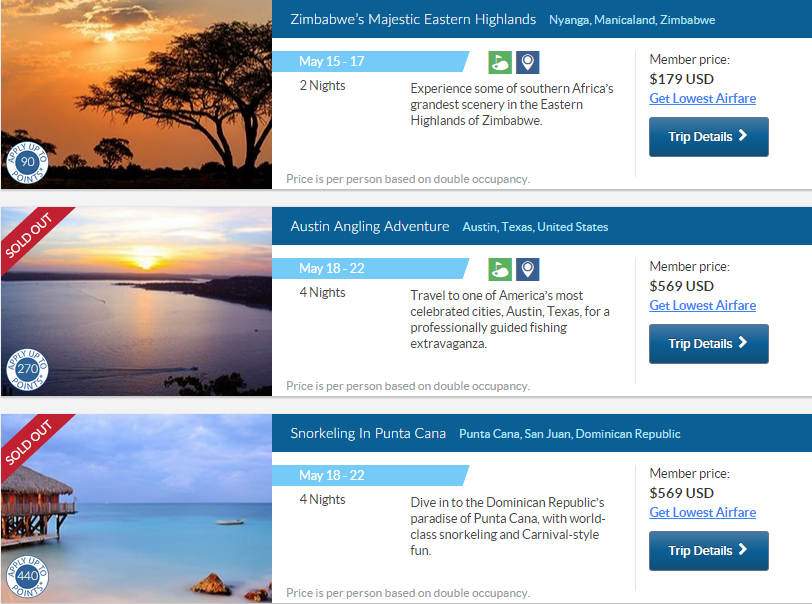 Zimbabwe's Majestic Eastern Highlands Nyanga, Manicaland, Zimbabwe
May 15 - 17
2 Nights
Experience some of southern Africa's
grandest scenery in the Eastern
Highlands of Zimbabwe.
Member price:
$179 USD
Get Lowest Airfare
Trip Details
APPLY UP TO
90
POINTS*
Price is per person based on double occupancy.
SOLD OUT
Austin Angling Adventure Austin, Texas, United States
May 18 - 22
4 Nights
Travel to one of America's most
celebrated cities, Austin, Texas, for a
professionally guided fishing
extravaganza.
Member price:
$569 USD
Get Lowest Airfare
Trip Details
APPLY UP TO
270
POINTS*
Price is per person based on double occupancy.
SOLD OUT
Snorkeling In Punta Cana Punta Cana, San Juan, Dominican Republic
May 18 - 22
4 Nights
Dive in to the Dominican Republic's
paradise of Punta Cana, with world-
class snorkeling and Carnival-style
fun.
Member price:
$569 USD
Get Lowest Airfare
Trip Details
APPLY UP TO
440
POINTS*
Price is per person based on double occupancy.